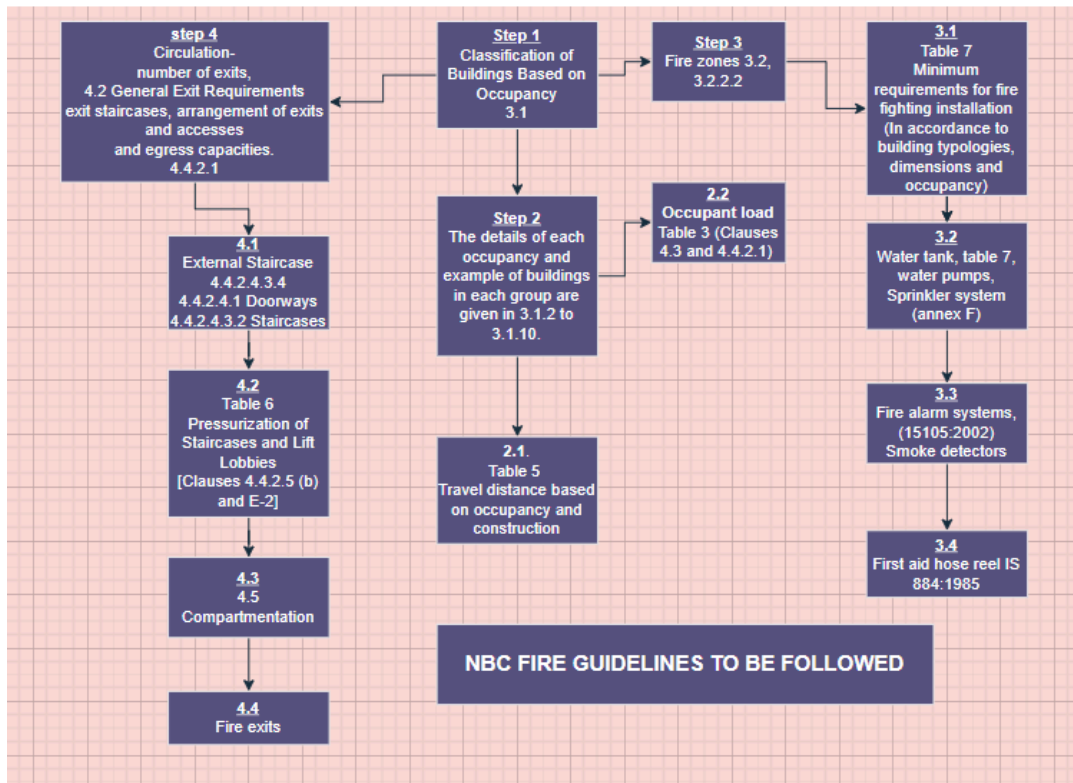 step 4
Circulation-
number of exits,
4.2 General Exit Requirements
exit staircases, arrangement of exits
and accesses
and egress capacities.
4.4.2.1
Step 1
Classification of
Buildings Based on
Occupancy
3.1
Step 3
Fire zones 3.2,
3.2.2.2
3.1
Table 7
Minimum
requirements for fire
fighting installation
(In accordance to
building typologies,
dimensions and
occupancy)
4.1
External Staircase
4.4.2.4.3.4
4.4.2.4.1 Doorways
4.4.2.4.3.2 Staircases
Step 2
The details of each
occupancy and
example of buildings
in each group are
given in 3.1.2 to
3.1.10.
2.2
Occupant load
Table 3 (Clauses
4.3 and 4.4.2.1)
3.2
Water tank, table 7,
water pumps,
Sprinkler system
(annex F)
4.2
Table 6
Pressurization of
Staircases and Lift
Lobbies
[Clauses 4.4.2.5 (b)
and E-2]
2.1.
Table 5
Travel distance based
on occupancy and
construction
3.3
Fire alarm systems,
(15105:2002)
Smoke detectors
4.3
4.5
Compartmentation
3.4
First aid hose reel IS
884:1985
4.4
Fire exits
NBC FIRE GUIDELINES TO BE FOLLOWED